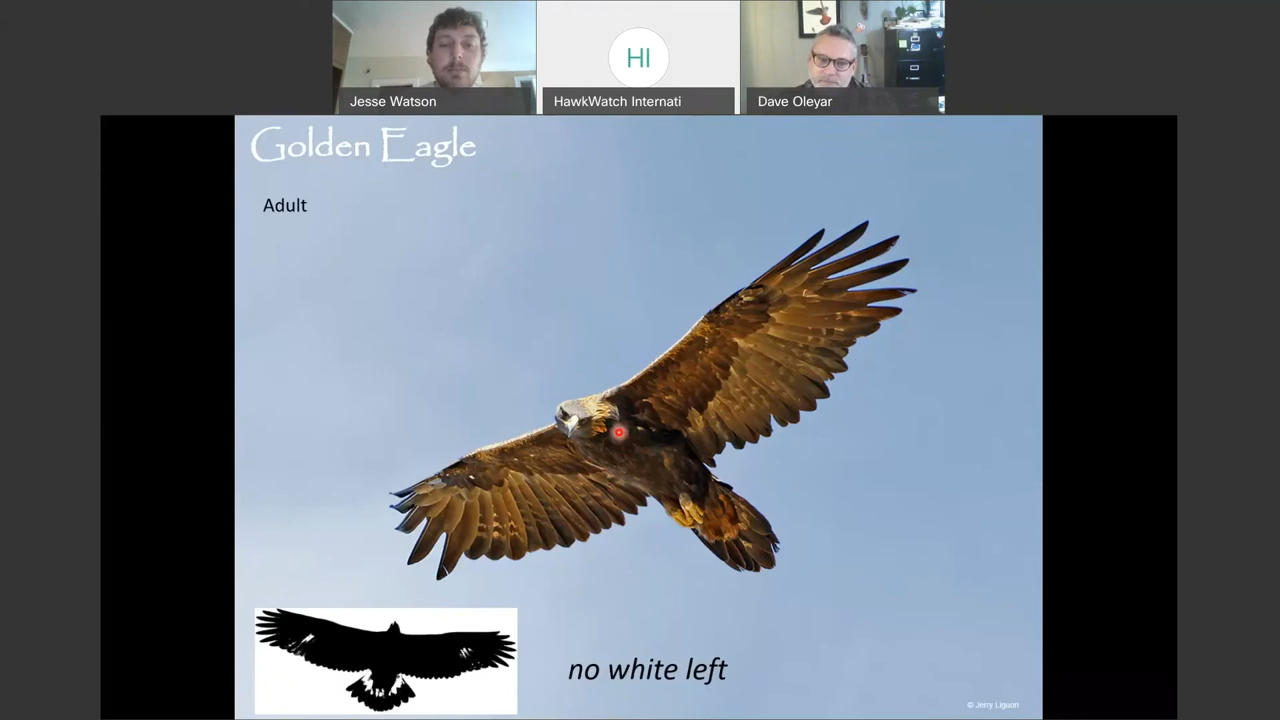 HI
Jesse Watson
HawkWatch Internati
Dave Oleyar
Golden Eagle
Adult
no white left
© Jerry Liguori